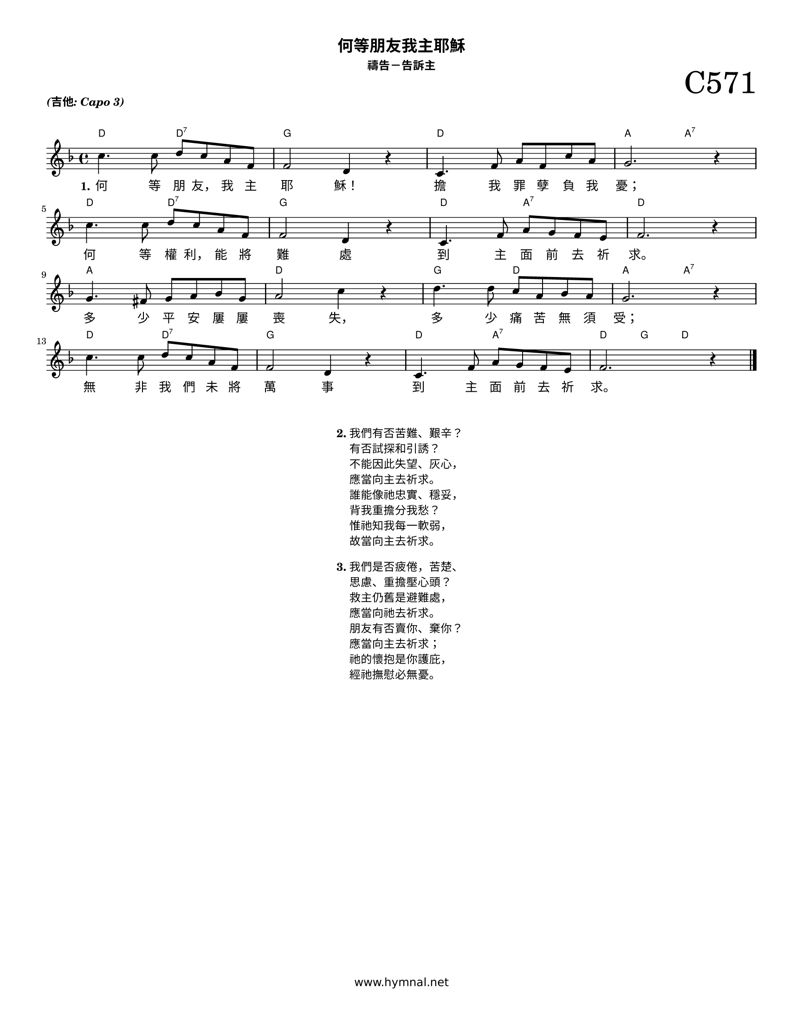 何等朋友我主耶穌
禱告－告訴主
C571
(吉他: Capo 3)
D D7 G D A A7
1. 何 等 朋 友， 我 主 耶 穌！ 擔 我 罪 孽 負 我 憂；
5 D D7 G D A7 D
何 等 權 利， 能 將 難 處 到 主 面 前 去 祈 求。
9 A D G D A A7
多 少 平 安 屢 屢 喪 失， 多 少 痛 苦 無 須 受；
13 D D7 G D A7 D G D
無 非 我 們 未 將 萬 事 到 主 面 前 去 祈 求。
2. 我們有否苦難、艱辛？
有否試探和引誘？
不能因此失望、灰心，
應當向主去祈求。
誰能像祂忠實、穩妥，
背我重擔分我愁？
惟祂知我每一軟弱，
故當向主去祈求。
3. 我們是否疲倦，苦楚、
思慮、重擔壓心頭？
救主仍舊是避難處，
應當向祂去祈求。
朋友有否賣你、棄你？
應當向主去祈求；
祂的懷抱是你護庇，
經祂撫慰必無憂。
www.hymnal.net